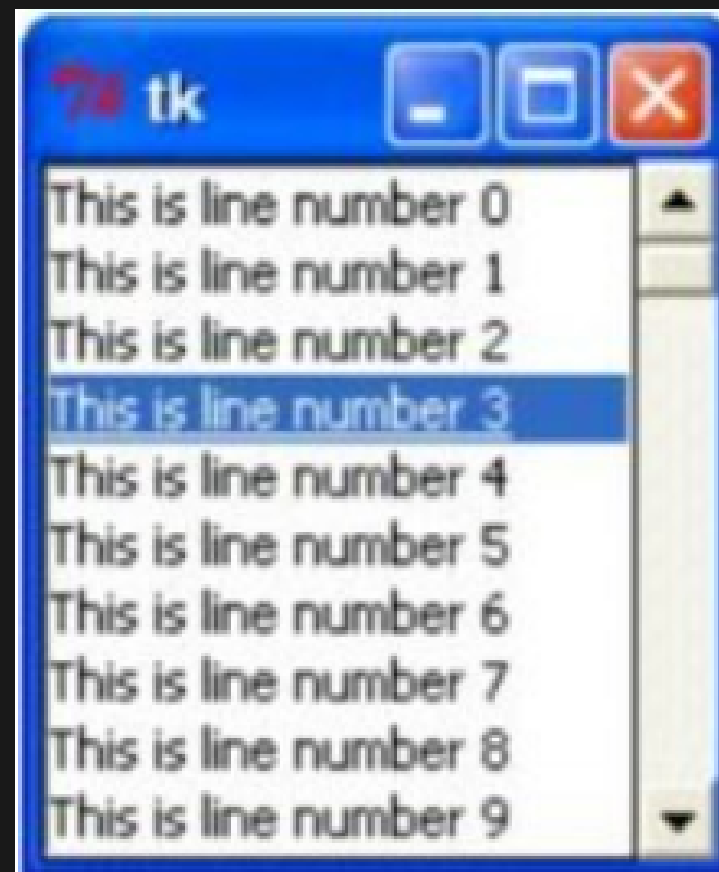 tk
This is line number 0
This is line number 1
This is line number 2
This is line number 3
This is line number 4
This is line number 5
This is line number 6
This is line number 7
This is line number 8
This is line number 9